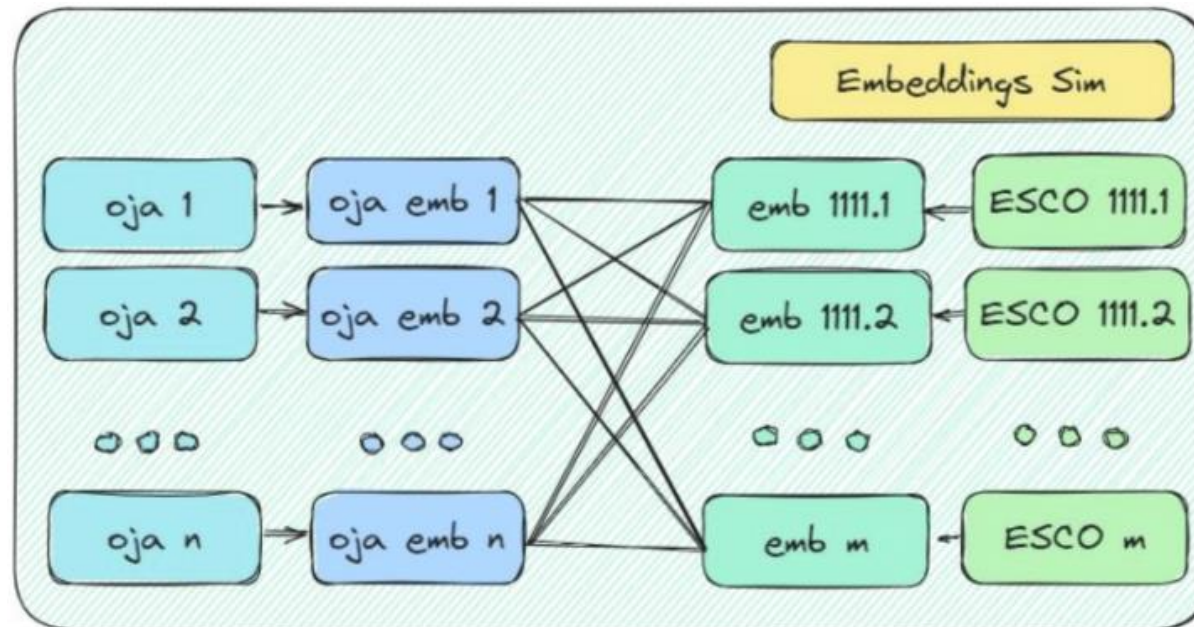 Embeddings Sim
oja 1
oja emb 1
emb 1111.1
ESCO 1111.1
oja 2
oja emb 2
emb 1111.2
ESCO 1111.2
oja n
oja emb n
emb m
ESCO m